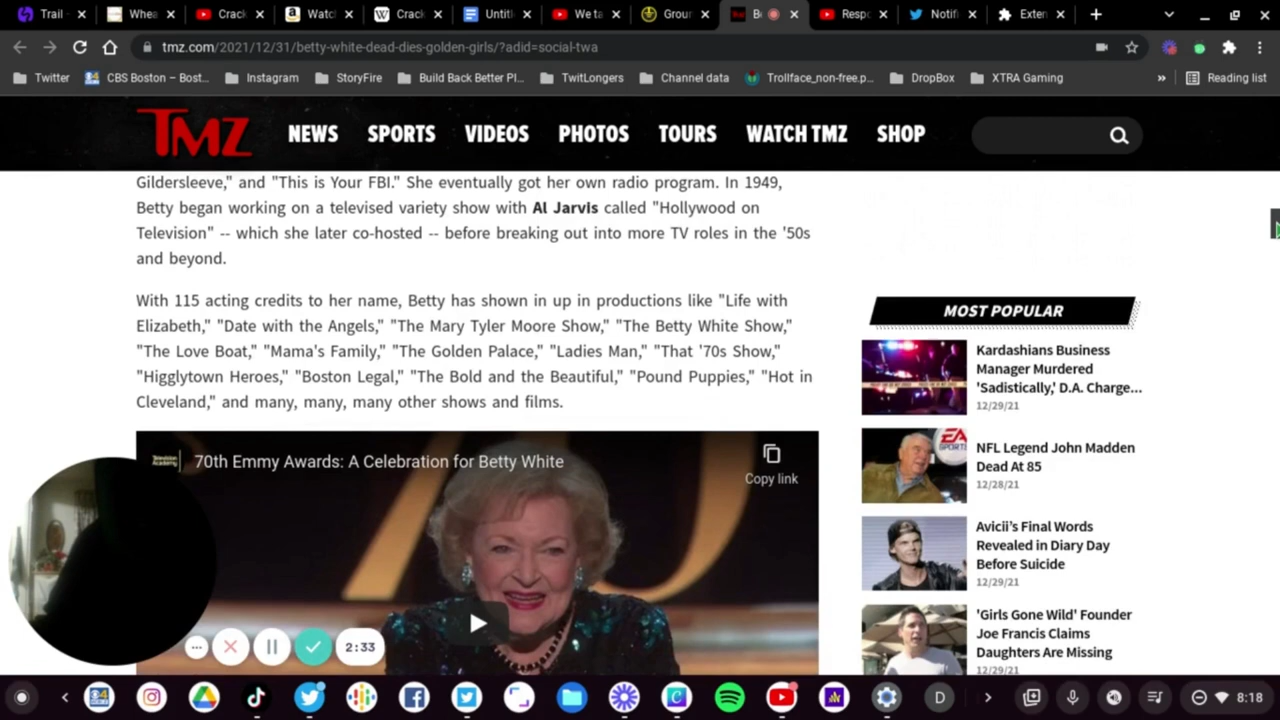 Trail -
Whea
Crack
Watch
Crack
Untitl
We ta
Grour
Be
Respo
Notifi
Exten
tmz.com/2021/12/31/betty-white-dead-dies-golden-girls/?adid=social-twa
Twitter
CBS Boston – Bost...
Instagram
StoryFire
Build Back Better Pl...
TwitLongers
Channel data
Trollface_non-free.p...
DropBox
XTRA Gaming
»
Reading list
TMZ
NEWS
SPORTS
VIDEOS
PHOTOS
TOURS
WATCH TMZ
SHOP
Gildersleeve," and "This is Your FBI." She eventually got her own radio program. In 1949,
Betty began working on a televised variety show with Al Jarvis called "Hollywood on
Television" -- which she later co-hosted -- before breaking out into more TV roles in the '50s
and beyond.
With 115 acting credits to her name, Betty has shown in up in productions like "Life with
Elizabeth," "Date with the Angels," "The Mary Tyler Moore Show," "The Betty White Show,"
"The Love Boat," "Mama's Family," "The Golden Palace," "Ladies Man," "That '70s Show,"
"Higglytown Heroes," "Boston Legal," "The Bold and the Beautiful," "Pound Puppies," "Hot in
Cleveland," and many, many, many other shows and films.
70th Emmy Awards: A Celebration for Betty White
Copy link
2:33
MOST POPULAR
Kardashians Business
Manager Murdered
'Sadistically,' D.A. Charge...
12/29/21
EA
SPORTS
NFL Legend John Madden
Dead At 85
12/28/21
Avicii's Final Words
Revealed in Diary Day
Before Suicide
12/29/21
'Girls Gone Wild' Founder
Joe Francis Claims
Daughters Are Missing
12/29/21
D
8:18